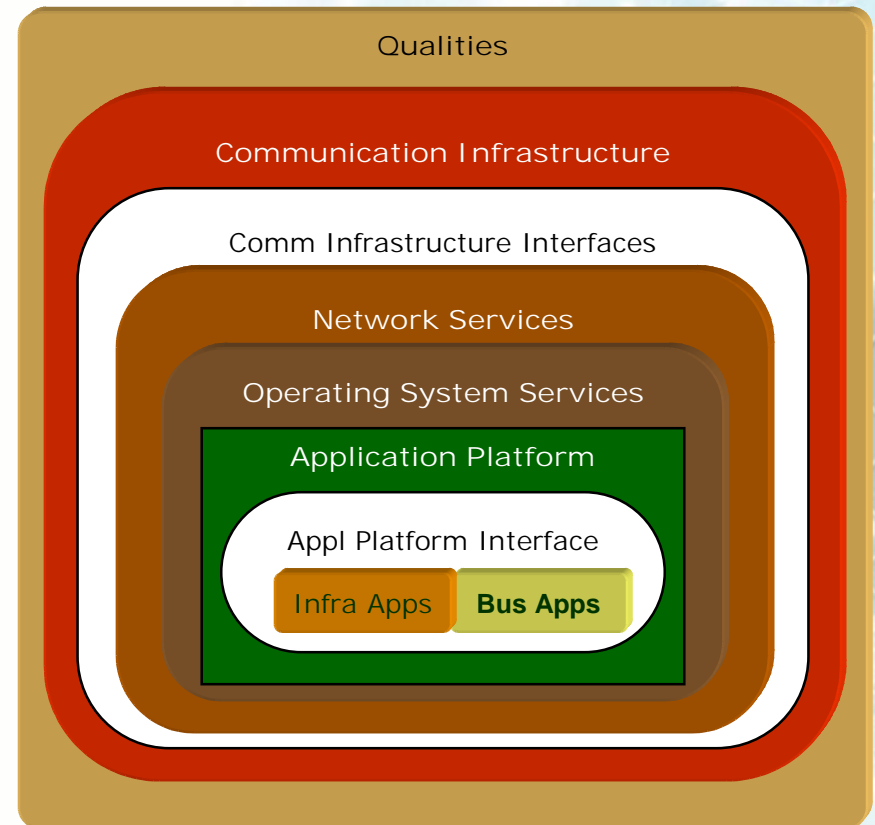 Qualities
Communication Infrastructure
Comm Infrastructure Interfaces
Network Services
Operating System Services
Application Platform
Appl Platform Interface
Infra Apps
Bus Apps